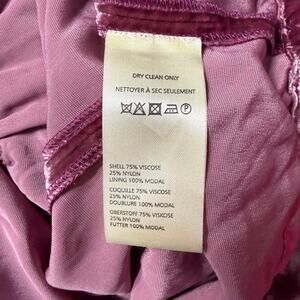 DRY CLEAN ONLY
NETTOYER À SEC SEULEMENT
SHELL 75% VISCOSE
25% NYLON
LINING 100% MODAL
COQUILLE 75% VISCOSE
25% NYLON
DOUBLURE 100% MODAL
OBERSTOFF 75% VISKOSE
25% NYLON
FUTTER 100% MODAL